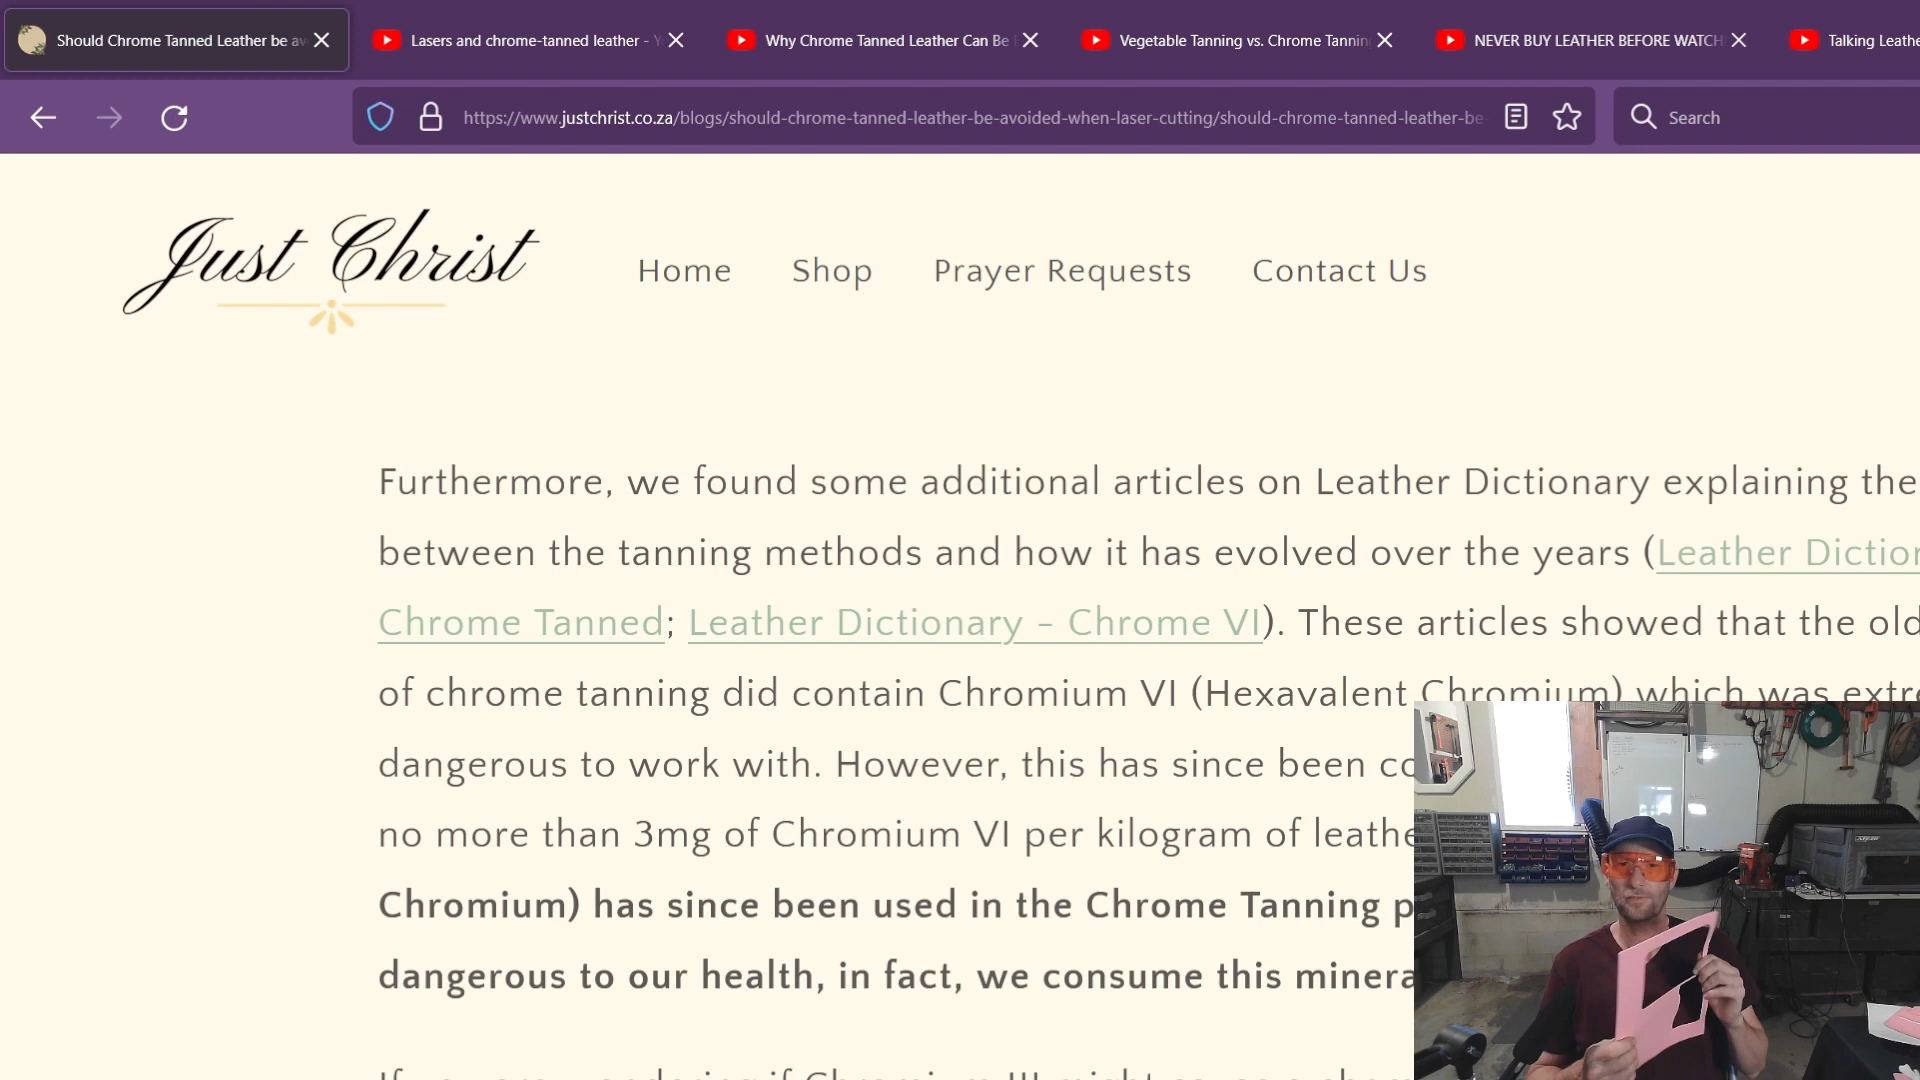 Should Chrome Tanned Leather be av
Lasers and chrome-tanned leather - Y
Why Chrome Tanned Leather Can Be
Vegetable Tanning vs. Chrome Tannin
NEVER BUY LEATHER BEFORE WATCH
Talking Leathe
https://www.justchrist.co.za/blogs/should-chrome-tanned-leather-be-avoided-when-laser-cutting/should-chrome-tanned-leather-be-
Search
Just Christ
Home
Shop
Prayer Requests
Contact Us
Furthermore, we found some additional articles on Leather Dictionary explaining the
between the tanning methods and how it has evolved over the years (Leather Diction
Chrome Tanned; Leather Dictionary - Chrome VI). These articles showed that the old
of chrome tanning did contain Chromium VI (Hexavalent Chromium) which was extre
dangerous to work with. However, this has since been co
no more than 3mg of Chromium VI per kilogram of leathe
Chromium) has since been used in the Chrome Tanning p
dangerous to our health, in fact, we consume this minera